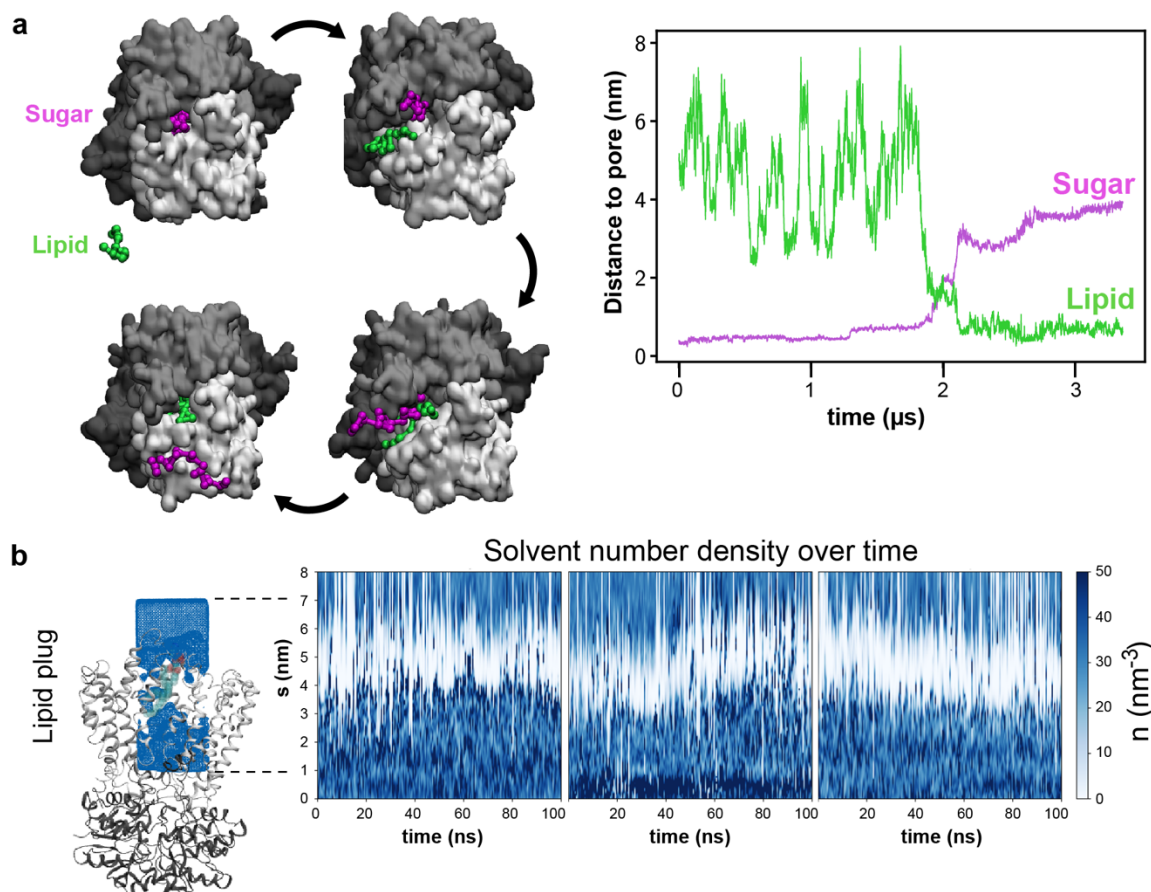 a
Sugar
Lipid
Distance to pore (nm)
8
6
4
2
0
Sugar
Lipid
0
1
2
3
time (µs)
b
Solvent number density over time
Lipid plug
s (nm)
8
7
6
5
4
3
2
1
0
0 20 40 60 80 100
0 20 40 60 80 100
0 20 40 60 80 100
time (ns)
time (ns)
time (ns)
50
40
30
20
10
0
n (nm⁻³)